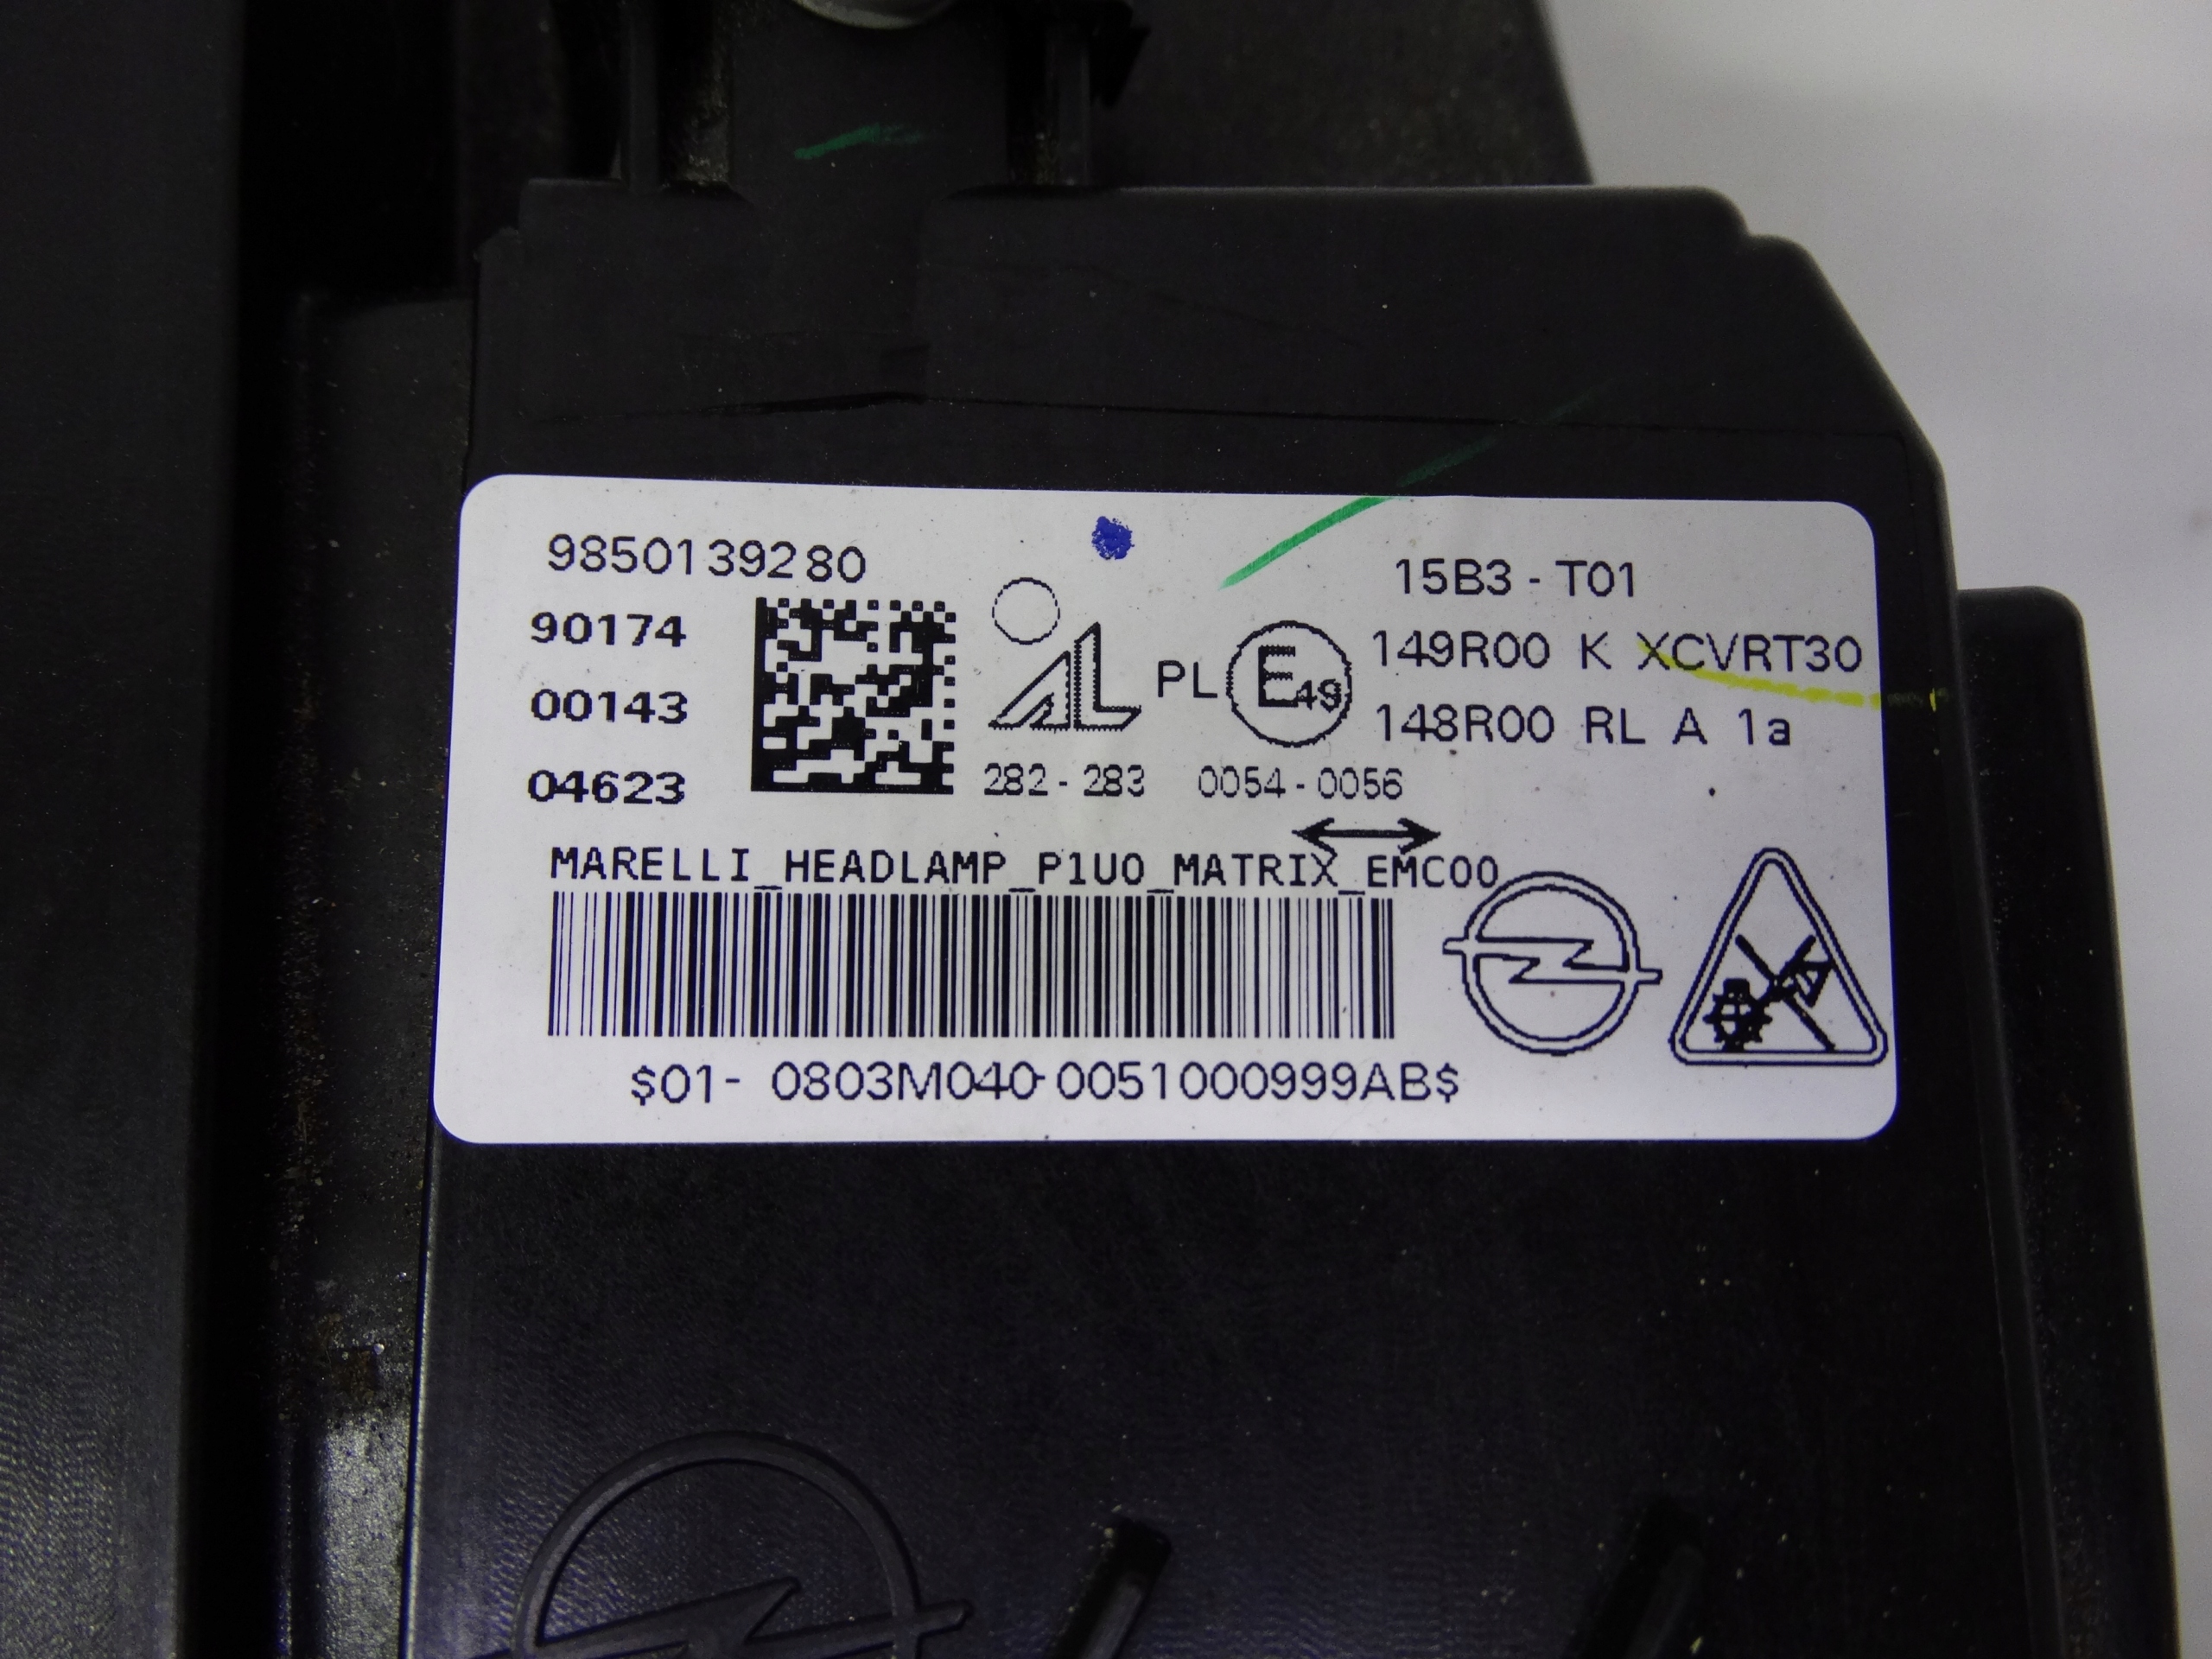 9850139280
15B3 - T01
90174
149R00 K XCVRT30
00143
AL PL E49
148R00 RL A 1a
04623
282 - 283 0054 - 0056
MARELLI_HEADLAMP_P1U0_MATRIX_EMC00
$01- 0803M040-0051000999AB$